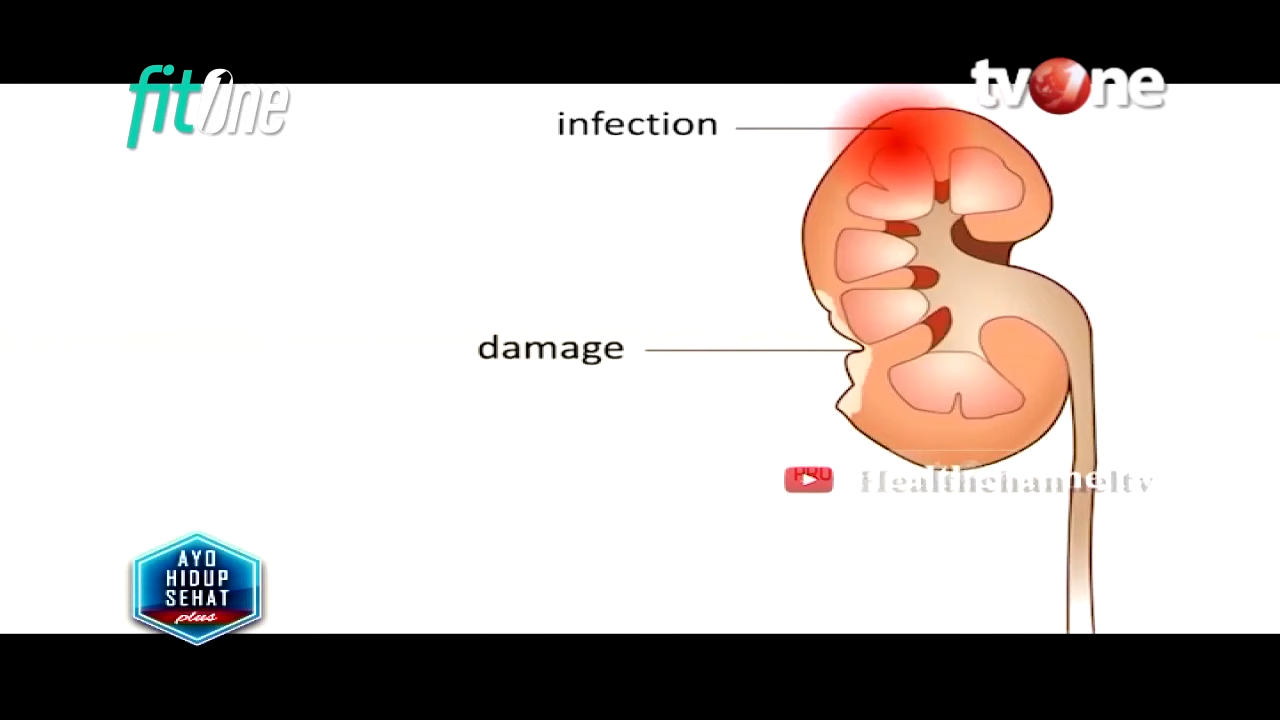 fitOne
tvOne
infection
damage
Healthchanneltv
AYO
HIDUP
SEHAT
plus